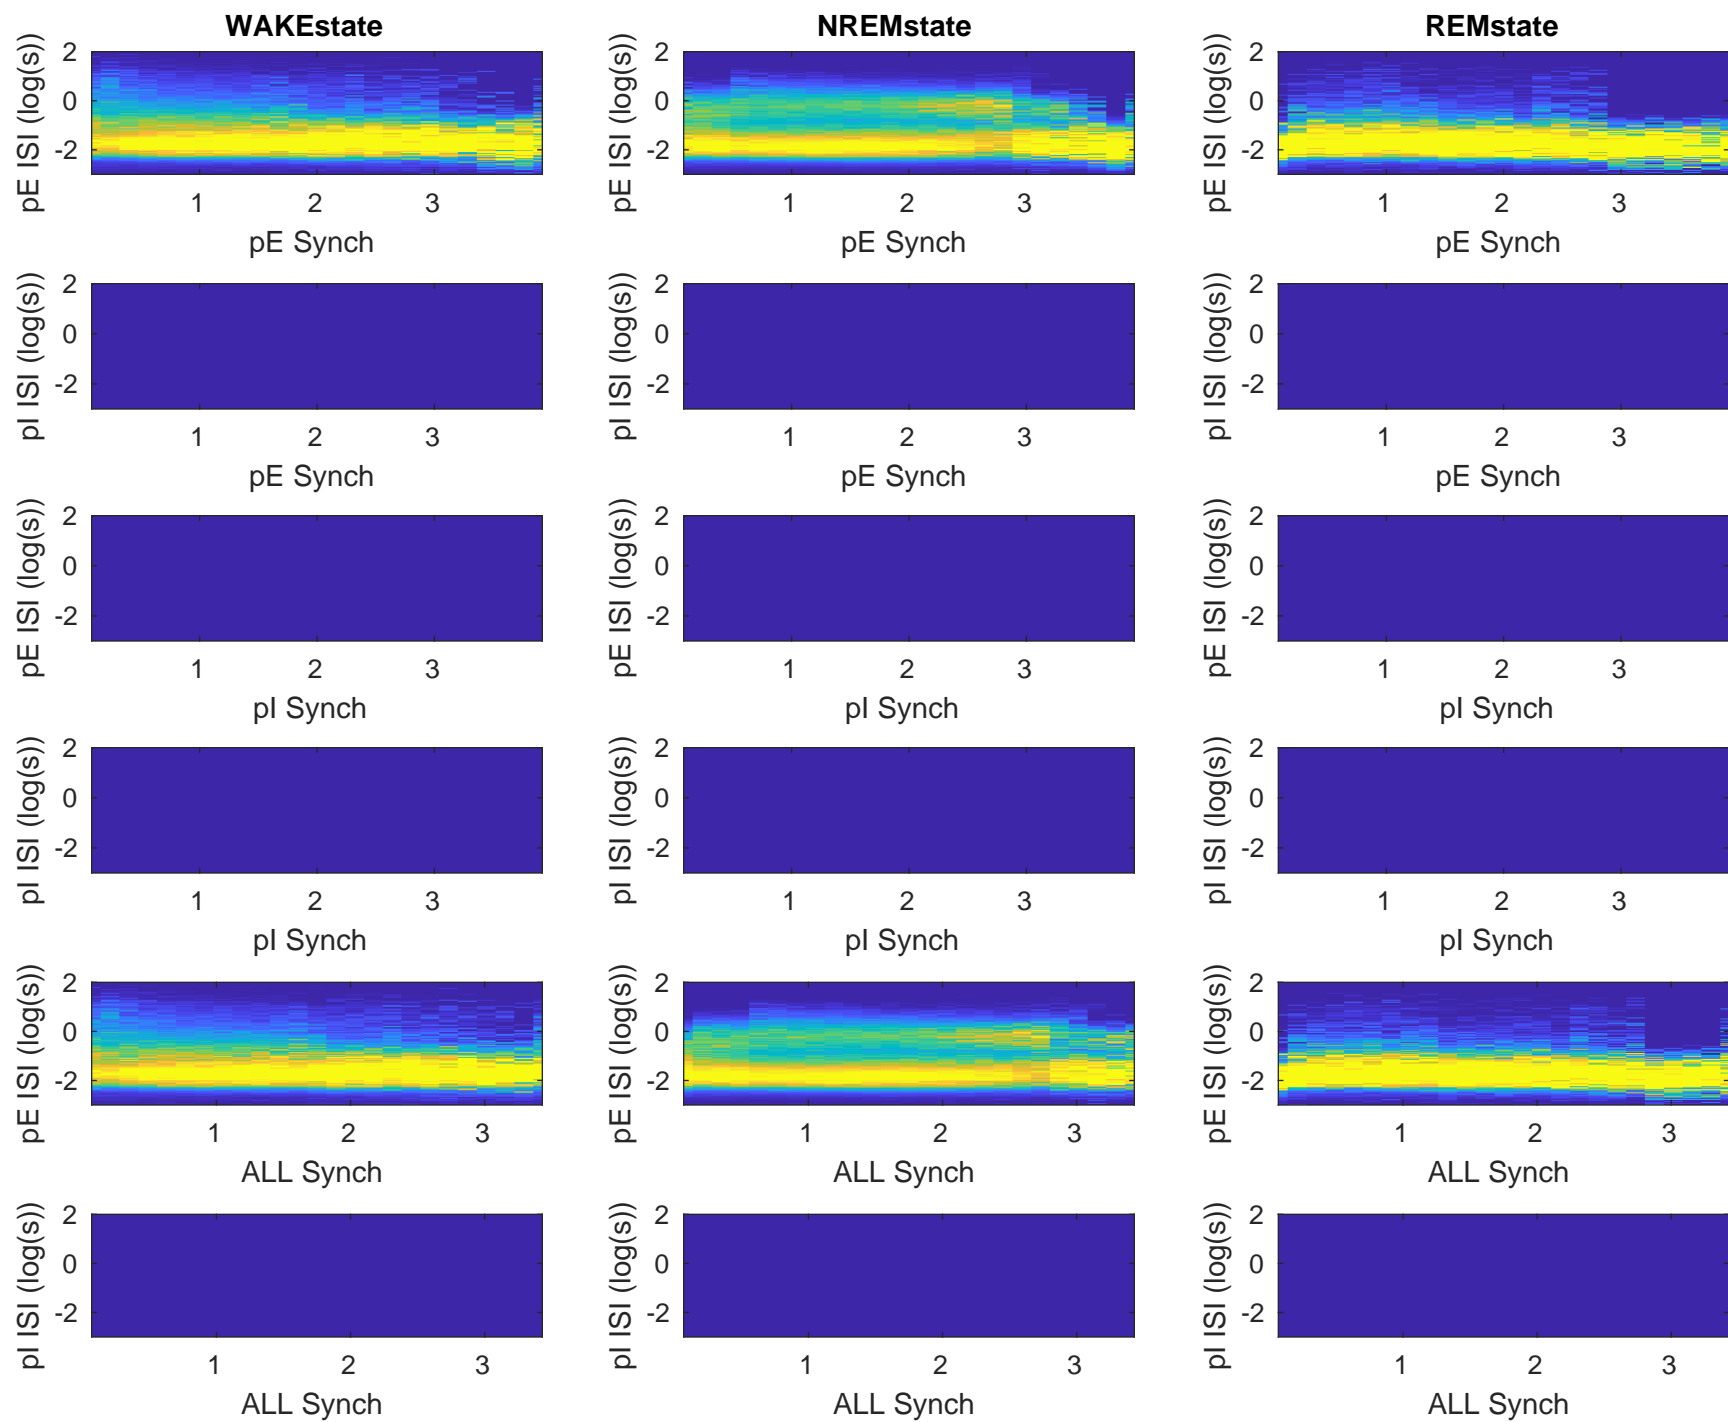 WAKEstate NREMstate REMstate
pE ISI (log(s)) 2 0 -2 pE ISI (log(s)) 2 0 -2 pE ISI (log(s)) 2 0 -2
1 2 3 1 2 3 1 2 3
pE Synch pE Synch pE Synch
pI ISI (log(s)) 2 0 -2 pI ISI (log(s)) 2 0 -2 pI ISI (log(s)) 2 0 -2
1 2 3 1 2 3 1 2 3
pE Synch pE Synch pE Synch
pE ISI (log(s)) 2 0 -2 pE ISI (log(s)) 2 0 -2 pE ISI (log(s)) 2 0 -2
1 2 3 1 2 3 1 2 3
pI Synch pI Synch pI Synch
pI ISI (log(s)) 2 0 -2 pI ISI (log(s)) 2 0 -2 pI ISI (log(s)) 2 0 -2
1 2 3 1 2 3 1 2 3
pI Synch pI Synch pI Synch
pE ISI (log(s)) 2 0 -2 pE ISI (log(s)) 2 0 -2 pE ISI (log(s)) 2 0 -2
1 2 3 1 2 3 1 2 3
ALL Synch ALL Synch ALL Synch
pI ISI (log(s)) 2 0 -2 pI ISI (log(s)) 2 0 -2 pI ISI (log(s)) 2 0 -2
1 2 3 1 2 3 1 2 3
ALL Synch ALL Synch ALL Synch